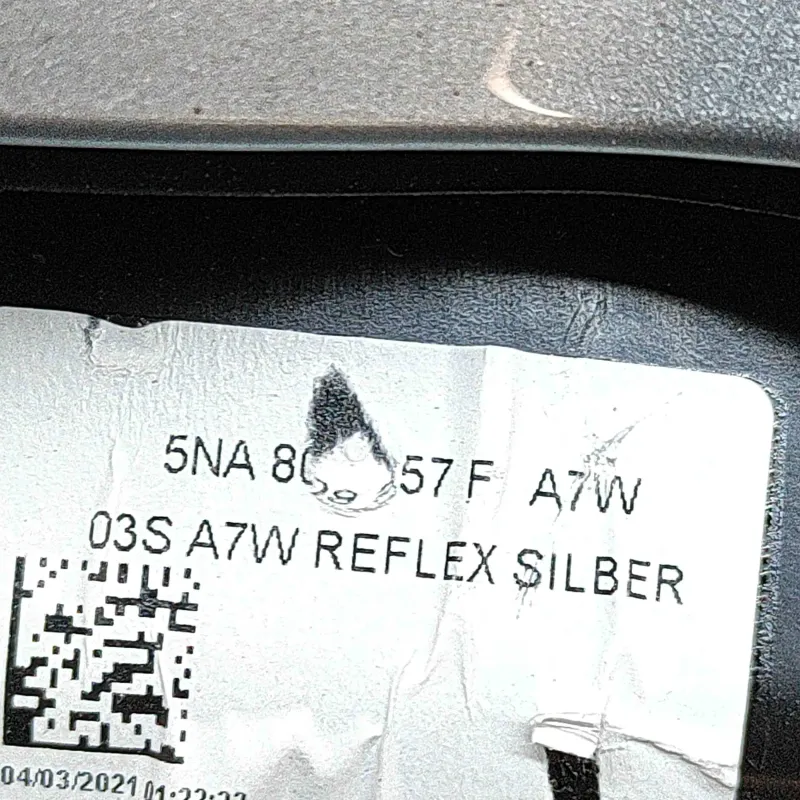 5NA 57 F A7W
03S A7W REFLEX SILBER
04/03/2021